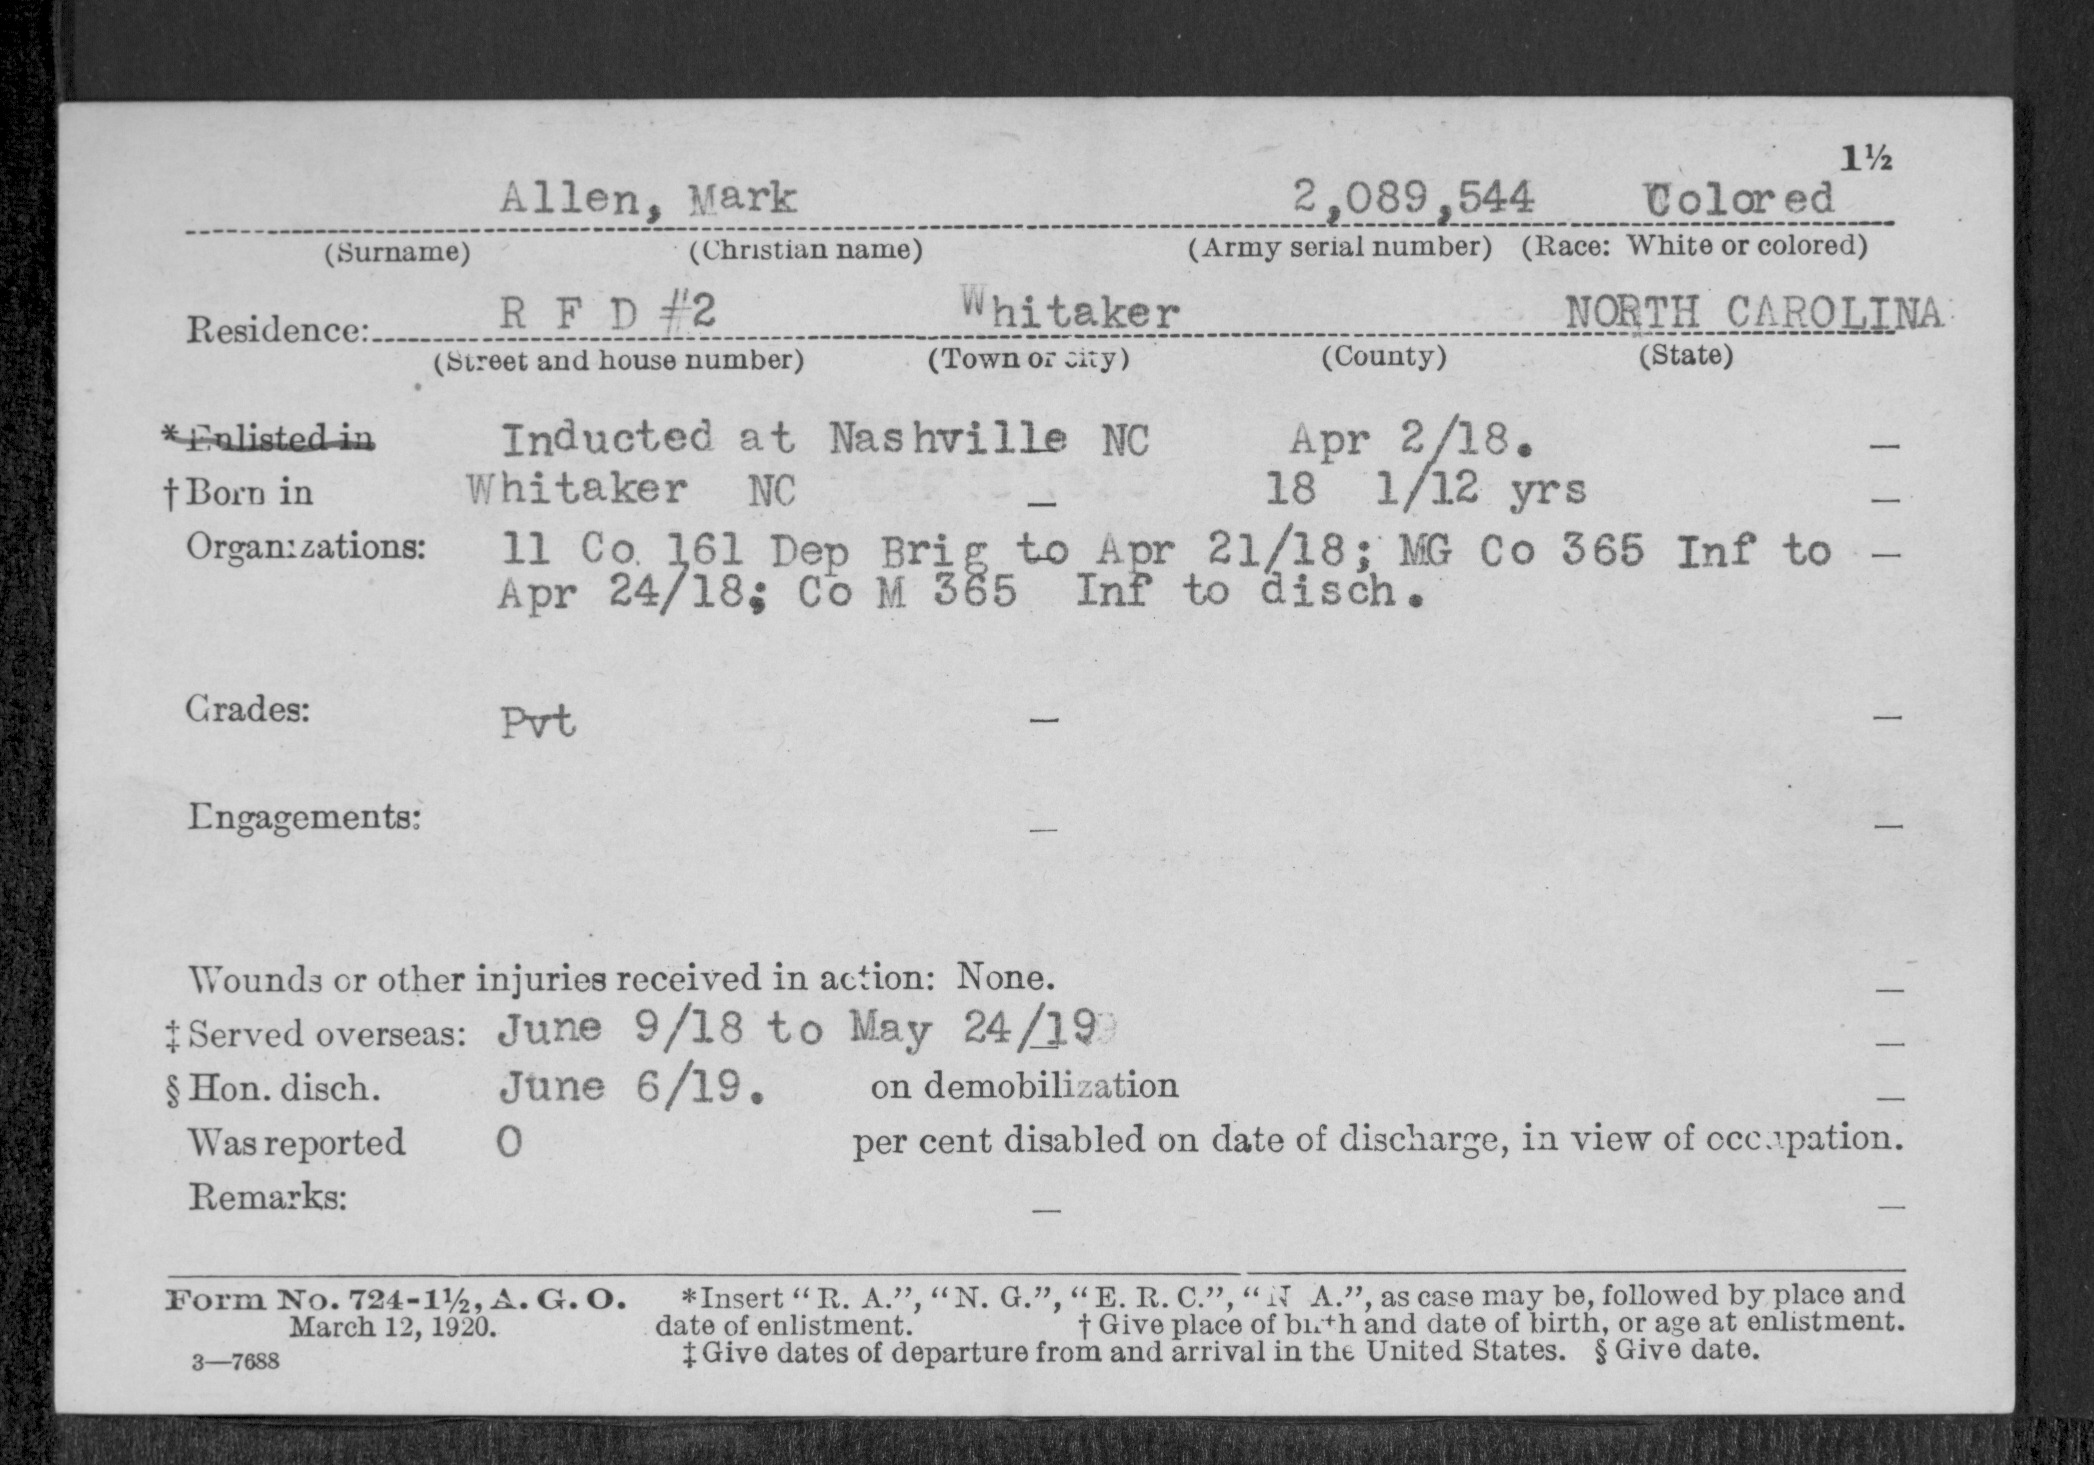 1½
Allen, Mark 2,089,544 Colored
(Surname) (Christian name) (Army serial number) (Race: White or colored)
Residence: R F D #2 Whitaker NORTH CAROLINA
(Street and house number) (Town or city) (County) (State)
*Enlisted in Inducted at Nashville NC Apr 2/18. —
†Born in Whitaker NC — 18 1/12 yrs —
Organizations: 11 Co. 161 Dep Brig to Apr 21/18; MG Co 365 Inf to —
Apr 24/18; Co M 365 Inf to disch.
Grades: Pvt — —
Engagements: — —
Wounds or other injuries received in action: None. —
‡Served overseas: June 9/18 to May 24/19 —
§Hon. disch. June 6/19. on demobilization —
Was reported 0 per cent disabled on date of discharge, in view of occupation.
Remarks: — —
Form No. 724-1½, A. G. O. *Insert "R. A.", "N. G.", "E. R. C.", "N A.", as case may be, followed by place and
March 12, 1920. date of enlistment. †Give place of birth and date of birth, or age at enlistment.
3—7688 ‡Give dates of departure from and arrival in the United States. §Give date.